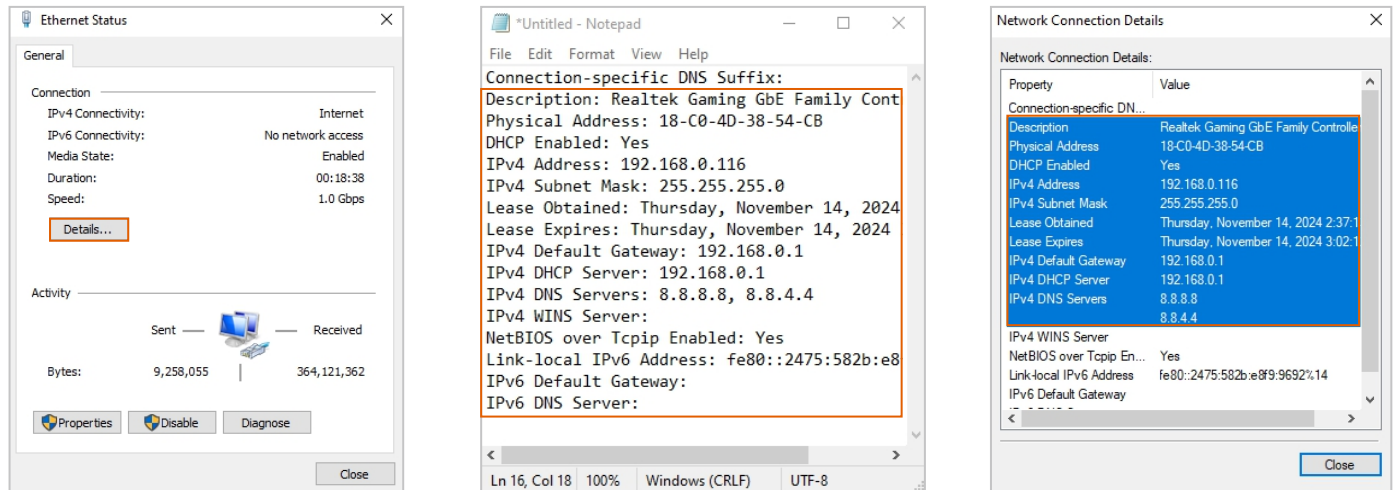 Ethernet Status
General
Connection
IPv4 Connectivity: Internet
IPv6 Connectivity: No network access
Media State: Enabled
Duration: 00:18:38
Speed: 1.0 Gbps
Details...
Activity
Sent Received
Bytes: 9,258,055 364,121,362
Properties Disable Diagnose
Close
*Untitled - Notepad
File Edit Format View Help
Connection-specific DNS Suffix:
Description: Realtek Gaming GbE Family Cont
Physical Address: 18-C0-4D-38-54-CB
DHCP Enabled: Yes
IPv4 Address: 192.168.0.116
IPv4 Subnet Mask: 255.255.255.0
Lease Obtained: Thursday, November 14, 2024
Lease Expires: Thursday, November 14, 2024
IPv4 Default Gateway: 192.168.0.1
IPv4 DHCP Server: 192.168.0.1
IPv4 DNS Servers: 8.8.8.8, 8.8.4.4
IPv4 WINS Server:
NetBIOS over Tcpip Enabled: Yes
Link-local IPv6 Address: fe80::2475:582b:e8
IPv6 Default Gateway:
IPv6 DNS Server:
Ln 16, Col 18 100% Windows (CRLF) UTF-8
Network Connection Details
Network Connection Details:
Property Value
Connection-specific DN...
Description Realtek Gaming GbE Family Controlle
Physical Address 18-C0-4D-38-54-CB
DHCP Enabled Yes
IPv4 Address 192.168.0.116
IPv4 Subnet Mask 255.255.255.0
Lease Obtained Thursday, November 14, 2024 2:37:1
Lease Expires Thursday, November 14, 2024 3:02:1
IPv4 Default Gateway 192.168.0.1
IPv4 DHCP Server 192.168.0.1
IPv4 DNS Servers 8.8.8.8
8.8.4.4
IPv4 WINS Server
NetBIOS over Tcpip En... Yes
Link-local IPv6 Address fe80::2475:582b:e8f9:9692%14
IPv6 Default Gateway
Close